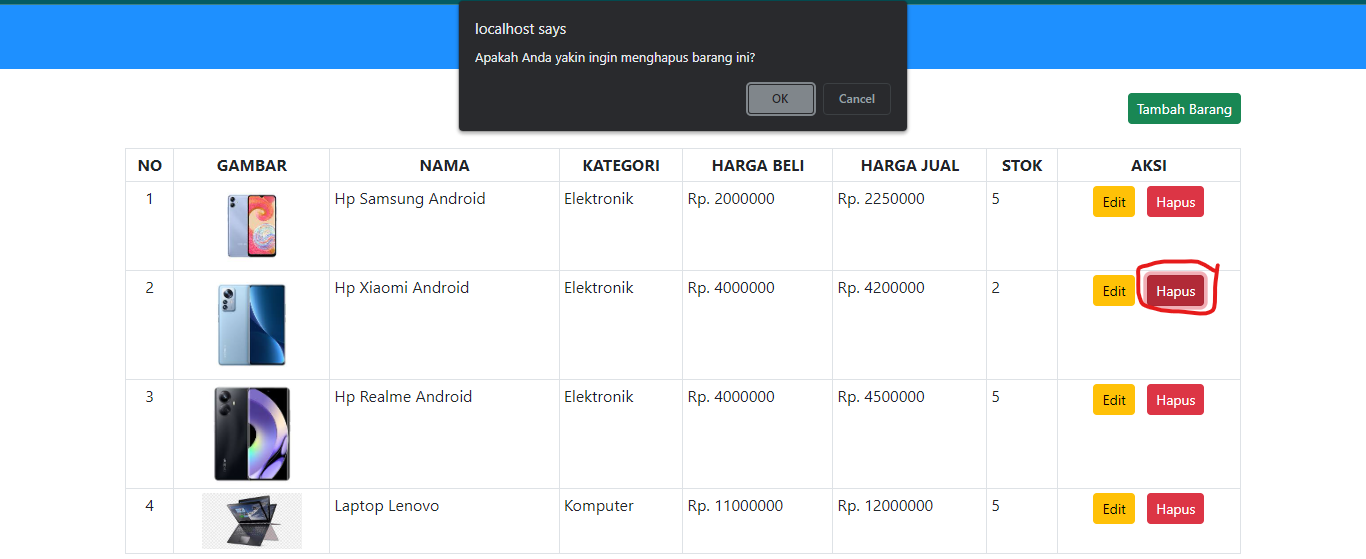 localhost says
Apakah Anda yakin ingin menghapus barang ini?
OK Cancel
Tambah Barang
NO GAMBAR NAMA KATEGORI HARGA BELI HARGA JUAL STOK AKSI
1 Hp Samsung Android Elektronik Rp. 2000000 Rp. 2250000 5 Edit Hapus
2 Hp Xiaomi Android Elektronik Rp. 4000000 Rp. 4200000 2 Edit Hapus
3 Hp Realme Android Elektronik Rp. 4000000 Rp. 4500000 5 Edit Hapus
4 Laptop Lenovo Komputer Rp. 11000000 Rp. 12000000 5 Edit Hapus